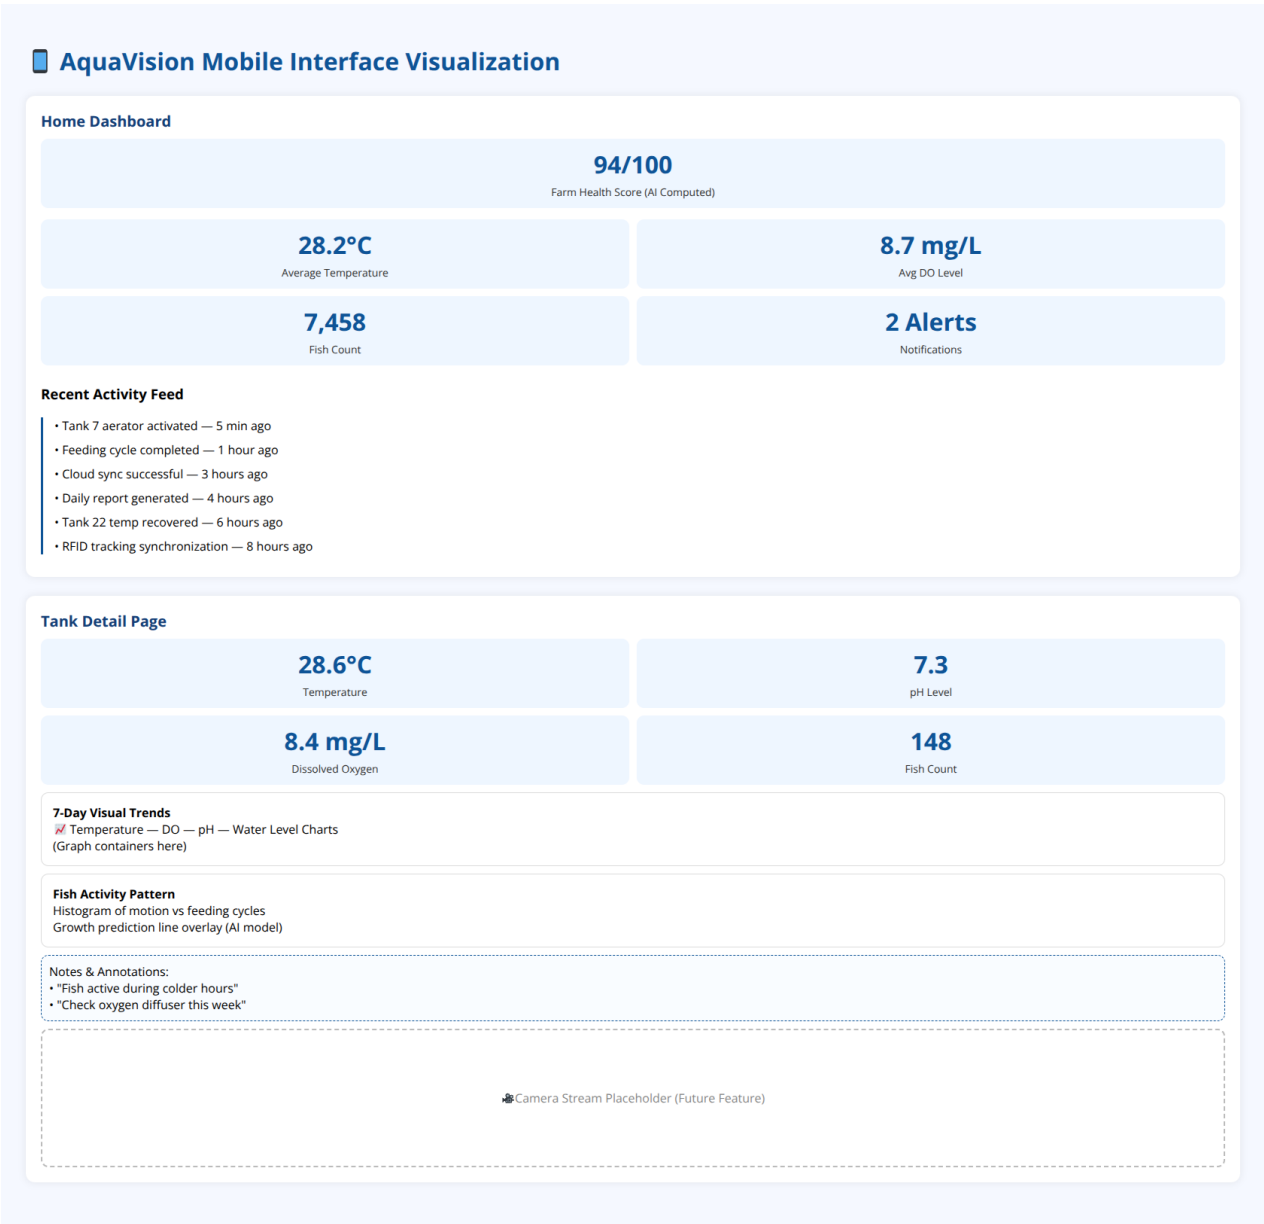 AquaVision Mobile Interface Visualization
Home Dashboard
94/100
Farm Health Score (AI Computed)
28.2°C
Average Temperature
8.7 mg/L
Avg DO Level
7,458
Fish Count
2 Alerts
Notifications
Recent Activity Feed
• Tank 7 aerator activated — 5 min ago
• Feeding cycle completed — 1 hour ago
• Cloud sync successful — 3 hours ago
• Daily report generated — 4 hours ago
• Tank 22 temp recovered — 6 hours ago
• RFID tracking synchronization — 8 hours ago
Tank Detail Page
28.6°C
Temperature
7.3
pH Level
8.4 mg/L
Dissolved Oxygen
148
Fish Count
7-Day Visual Trends
Temperature — DO — pH — Water Level Charts
(Graph containers here)
Fish Activity Pattern
Histogram of motion vs feeding cycles
Growth prediction line overlay (AI model)
Notes & Annotations:
• "Fish active during colder hours"
• "Check oxygen diffuser this week"
Camera Stream Placeholder (Future Feature)